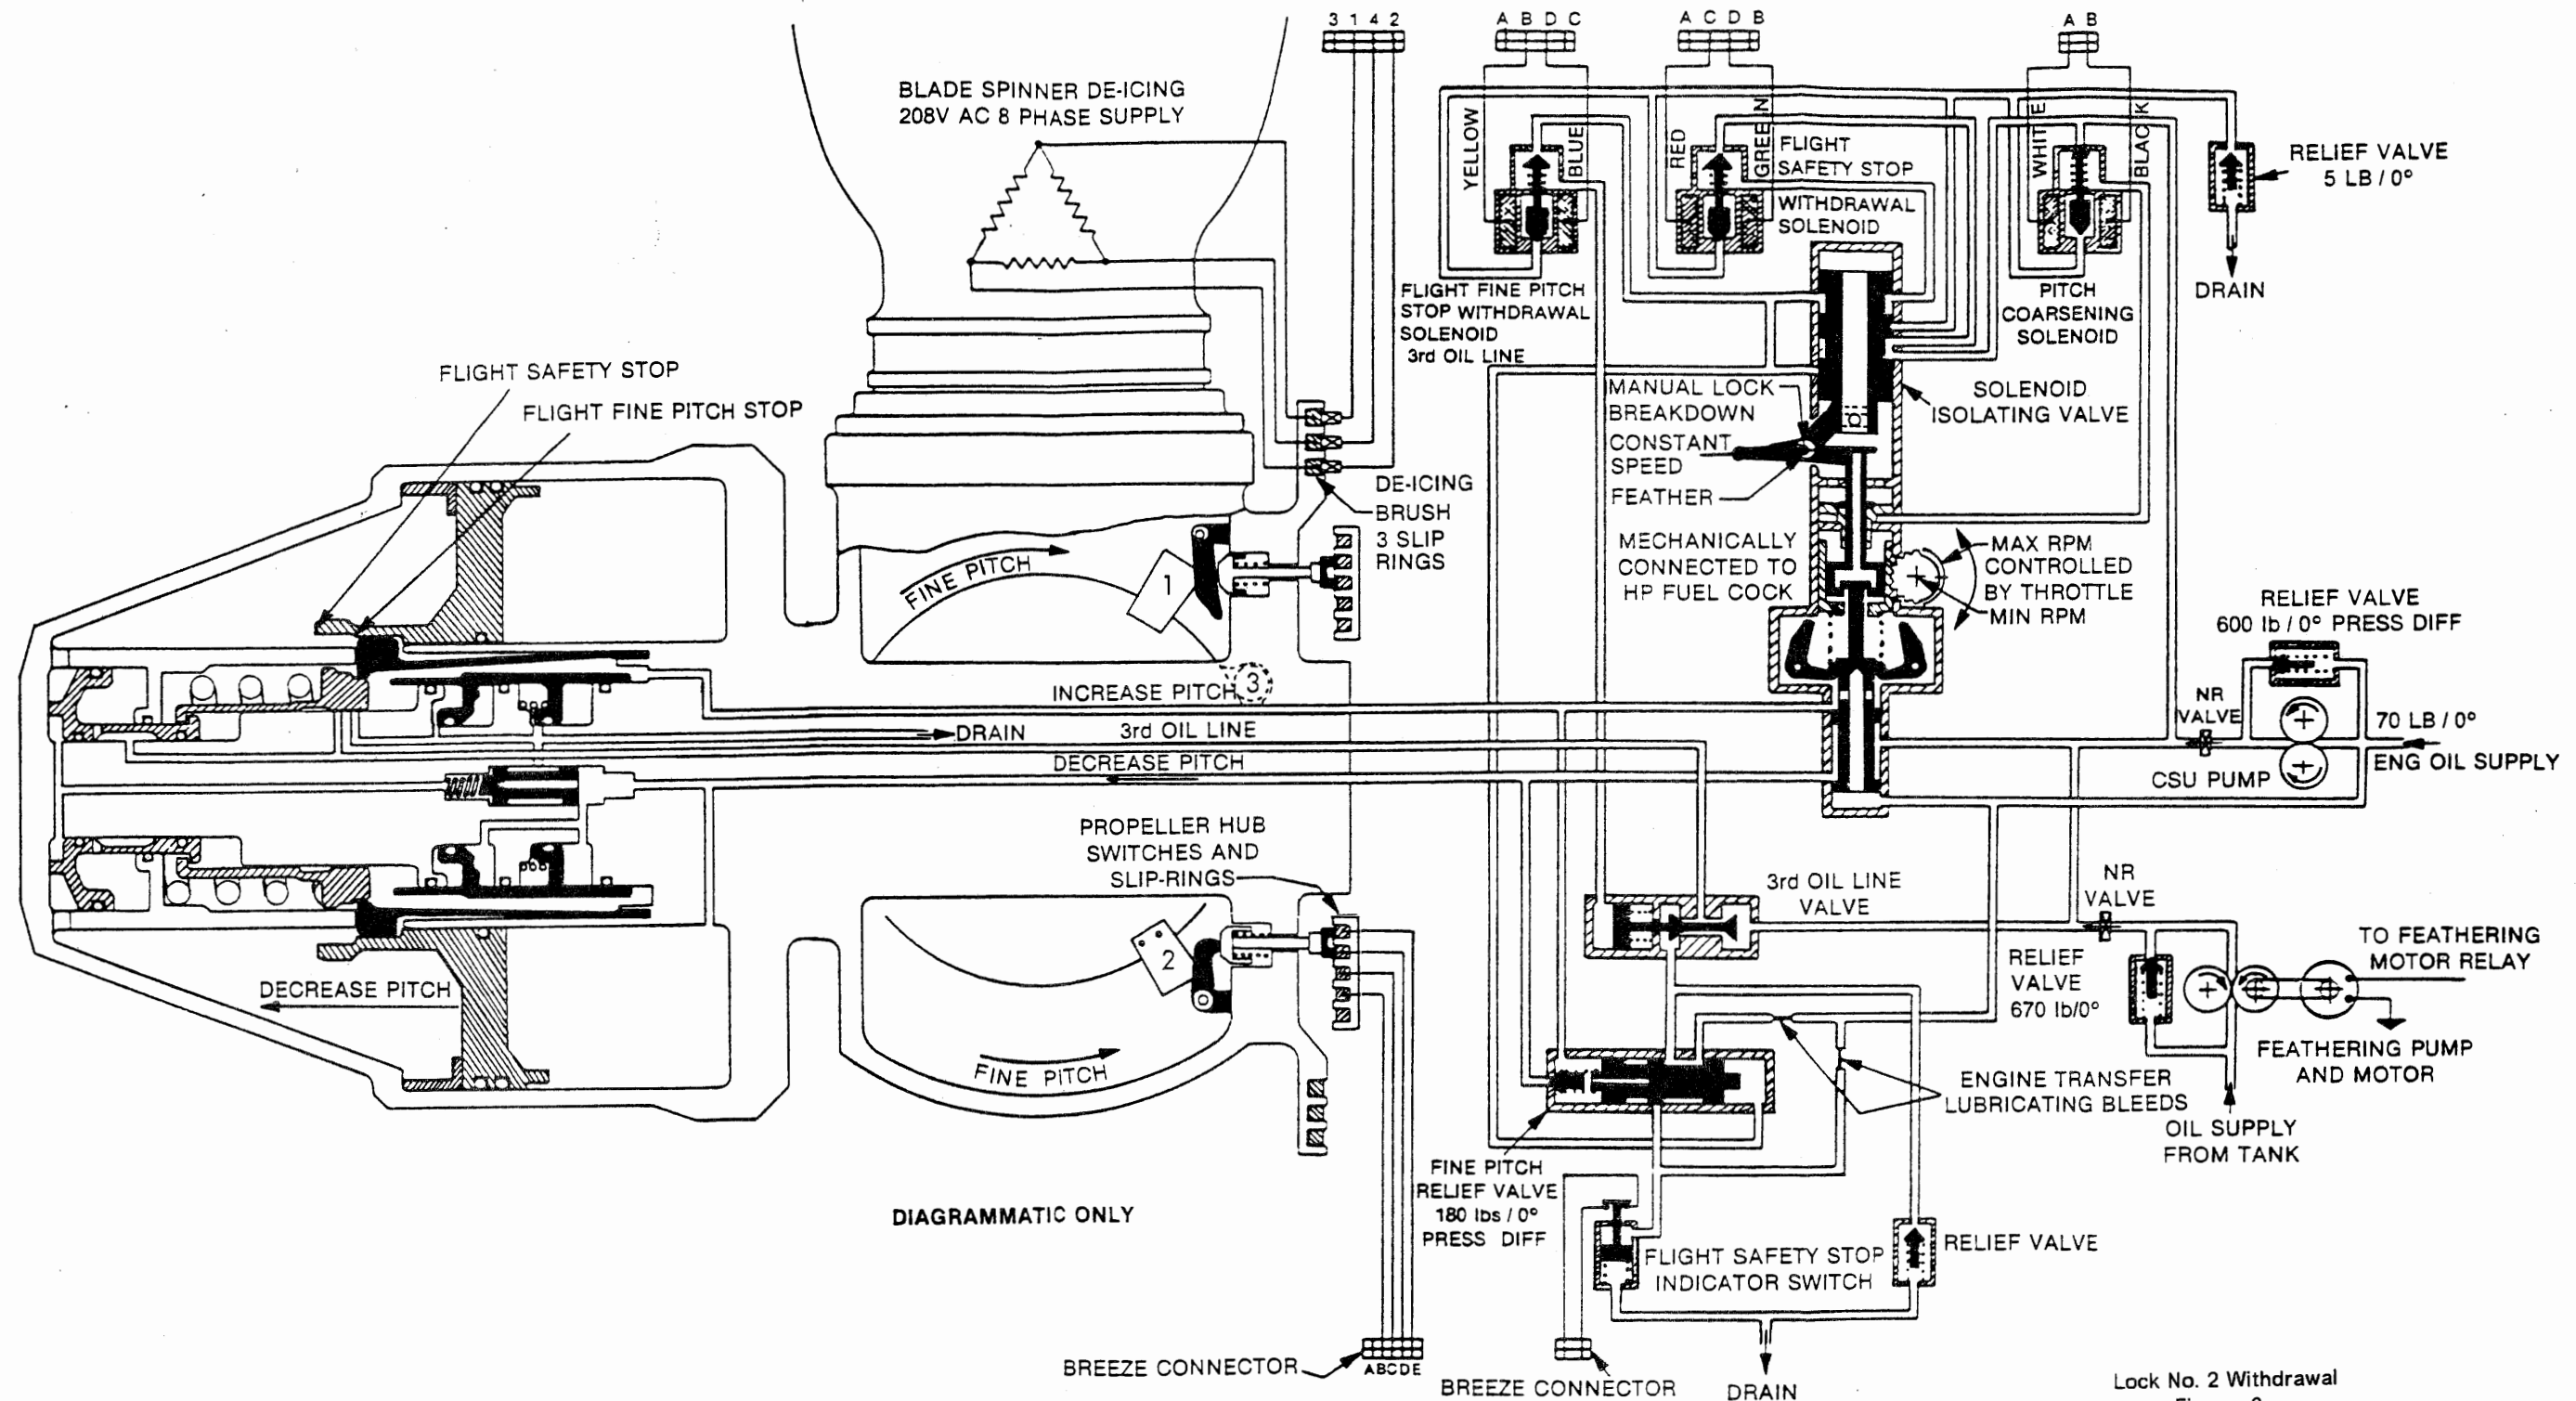 3 1 4 2
A B D C
A C D B
A B
BLADE SPINNER DE-ICING
208V AC 8 PHASE SUPPLY
YELLOW
BLUE
RED
GREEN
FLIGHT
SAFETY STOP
WITHDRAWAL
SOLENOID
WHITE
BLACK
RELIEF VALVE
5 LB / 0°
DRAIN
FLIGHT FINE PITCH
STOP WITHDRAWAL
SOLENOID
3rd OIL LINE
PITCH
COARSENING
SOLENOID
FLIGHT SAFETY STOP
FLIGHT FINE PITCH STOP
MANUAL LOCK
BREAKDOWN
CONSTANT
SPEED
FEATHER
SOLENOID
ISOLATING VALVE
DE-ICING
BRUSH
3 SLIP
RINGS
MECHANICALLY
CONNECTED TO
HP FUEL COCK
MAX RPM
CONTROLLED
BY THROTTLE
MIN RPM
FINE PITCH
1
RELIEF VALVE
600 lb / 0° PRESS DIFF
INCREASE PITCH
3
NR
VALVE
70 LB / 0°
DRAIN
3rd OIL LINE
DECREASE PITCH
ENG OIL SUPPLY
CSU PUMP
PROPELLER HUB
SWITCHES AND
SLIP-RINGS
3rd OIL LINE
VALVE
NR
VALVE
2
DECREASE PITCH
FINE PITCH
RELIEF
VALVE
670 lb/0°
TO FEATHERING
MOTOR RELAY
FEATHERING PUMP
AND MOTOR
ENGINE TRANSFER
LUBRICATING BLEEDS
OIL SUPPLY
FROM TANK
FINE PITCH
RELIEF VALVE
180 lbs / 0°
PRESS DIFF
DIAGRAMMATIC ONLY
FLIGHT SAFETY STOP
INDICATOR SWITCH
RELIEF VALVE
BREEZE CONNECTOR
ABCDE
BREEZE CONNECTOR
DRAIN
Lock No. 2 Withdrawal